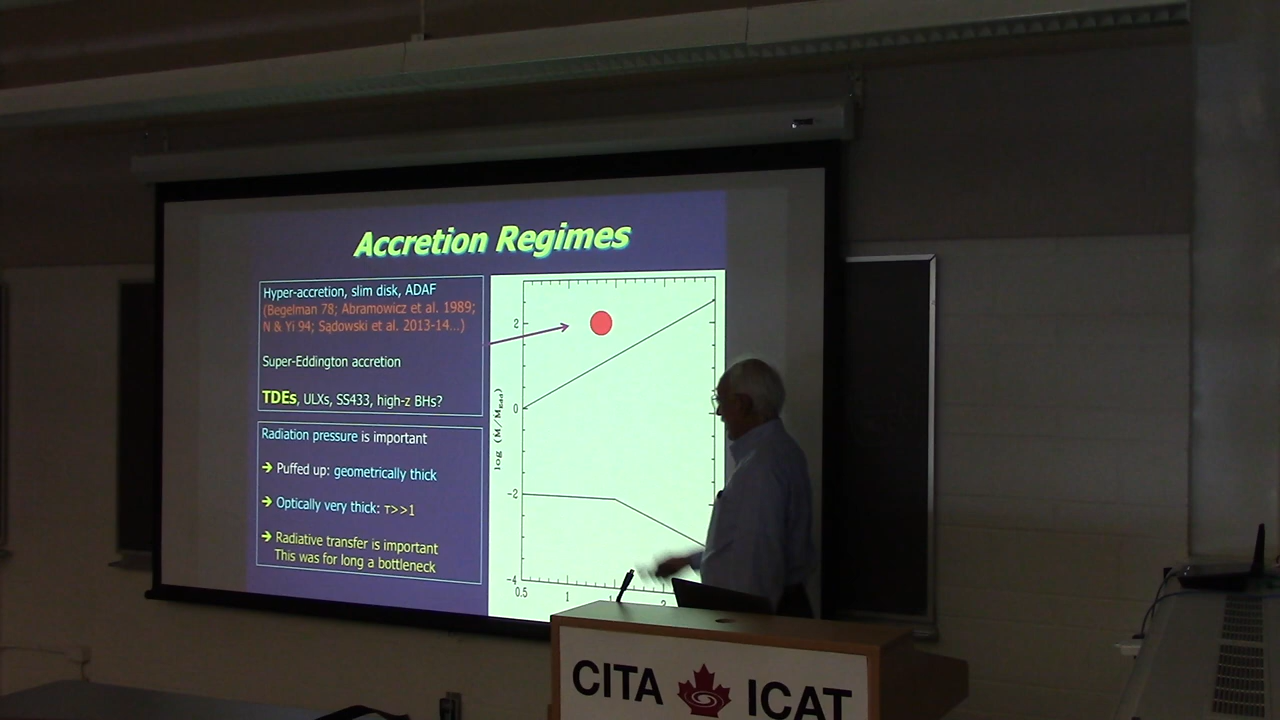 Accretion Regimes
Hyper-accretion, slim disk, ADAF
(Begelman 78; Abramowicz et al. 1989;
N & Yi 94; Sądowski et al. 2013-14...)
Super-Eddington accretion
TDEs, ULXs, SS433, high-z BHs?
Radiation pressure is important
→ Puffed up: geometrically thick
→ Optically very thick: τ>>1
→ Radiative transfer is important
This was for long a bottleneck
log (Ṁ/ṀEdd)
2
0
-2
-4
0.5
1
2
CITA ICAT